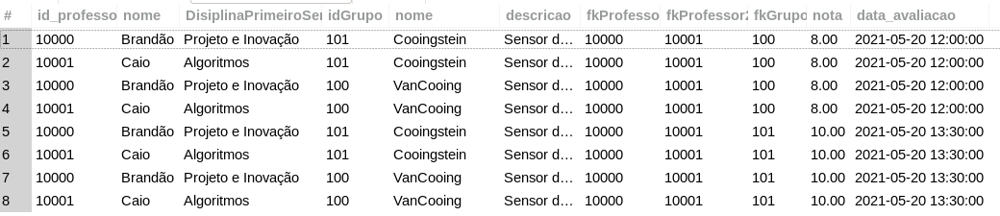 # id_professo nome DisiplinaPrimeiroSe idGrupo nome descricao fkProfesso fkProfessor2 fkGrupo nota data_avaliacao
1 10000 Brandão Projeto e Inovação 101 Cooingstein Sensor d... 10000 10001 100 8.00 2021-05-20 12:00:00
2 10001 Caio Algoritmos 101 Cooingstein Sensor d... 10000 10001 100 8.00 2021-05-20 12:00:00
3 10000 Brandão Projeto e Inovação 100 VanCooing Sensor d... 10000 10001 100 8.00 2021-05-20 12:00:00
4 10001 Caio Algoritmos 100 VanCooing Sensor d... 10000 10001 100 8.00 2021-05-20 12:00:00
5 10000 Brandão Projeto e Inovação 101 Cooingstein Sensor d... 10000 10001 101 10.00 2021-05-20 13:30:00
6 10001 Caio Algoritmos 101 Cooingstein Sensor d... 10000 10001 101 10.00 2021-05-20 13:30:00
7 10000 Brandão Projeto e Inovação 100 VanCooing Sensor d... 10000 10001 101 10.00 2021-05-20 13:30:00
8 10001 Caio Algoritmos 100 VanCooing Sensor d... 10000 10001 101 10.00 2021-05-20 13:30:00